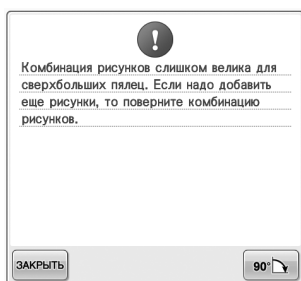 Комбинация рисунков слишком велика для
сверхбольших пялец. Если надо добавить
еще рисунки, то поверните комбинацию
рисунков.
ЗАКРЫТЬ
90°